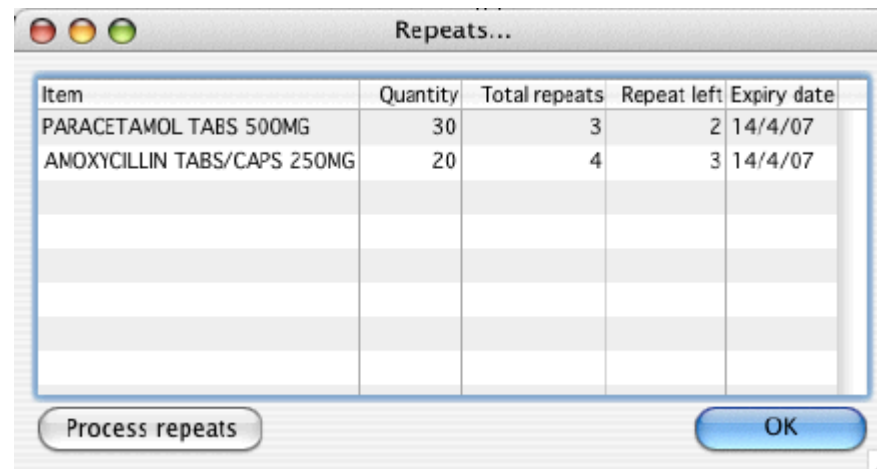 Repeats...
Item Quantity Total repeats Repeat left Expiry date
PARACETAMOL TABS 500MG 30 3 2 14/4/07
AMOXYCILLIN TABS/CAPS 250MG 20 4 3 14/4/07
Process repeats OK